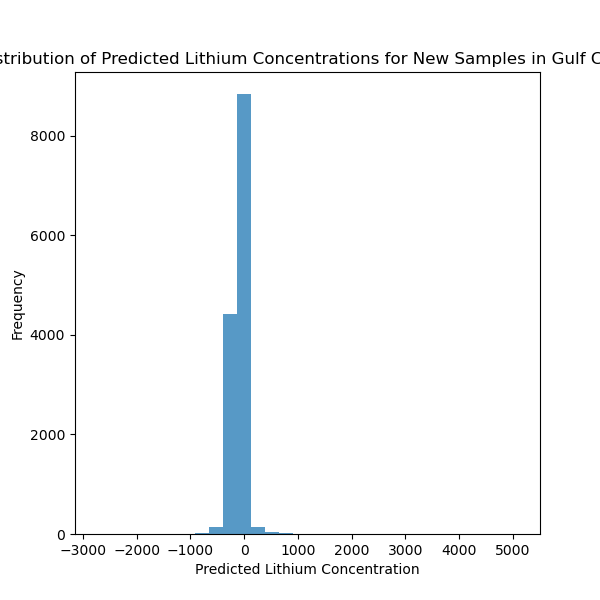 stribution of Predicted Lithium Concentrations for New Samples in Gulf C
8000
6000
4000
2000
0
Frequency
−3000 −2000 −1000 0 1000 2000 3000 4000 5000
Predicted Lithium Concentration